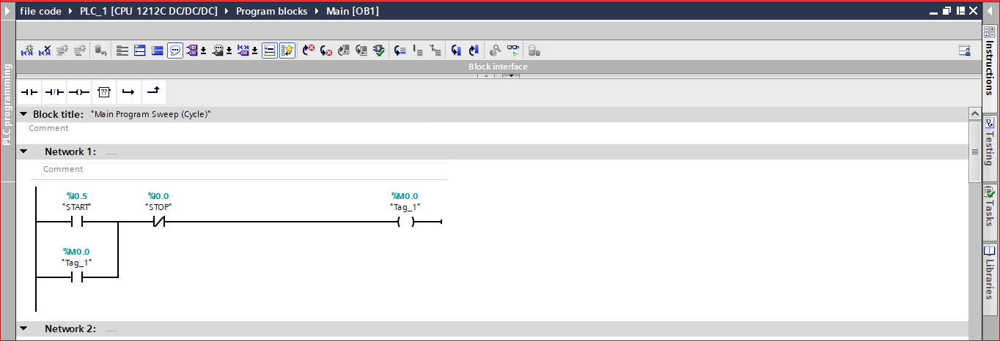 file code ▸ PLC_1 [CPU 1212C DC/DC/DC] ▸ Program blocks ▸ Main [OB1]
Block interface
??
Block title: "Main Program Sweep (Cycle)"
Comment
Network 1: .....
Comment
%I0.5 %I0.0 %M0.0
"START" "STOP" "Tag_1"
%M0.0
"Tag_1"
Network 2: .....
PLC programming
Instructions
Testing
Tasks
Libraries